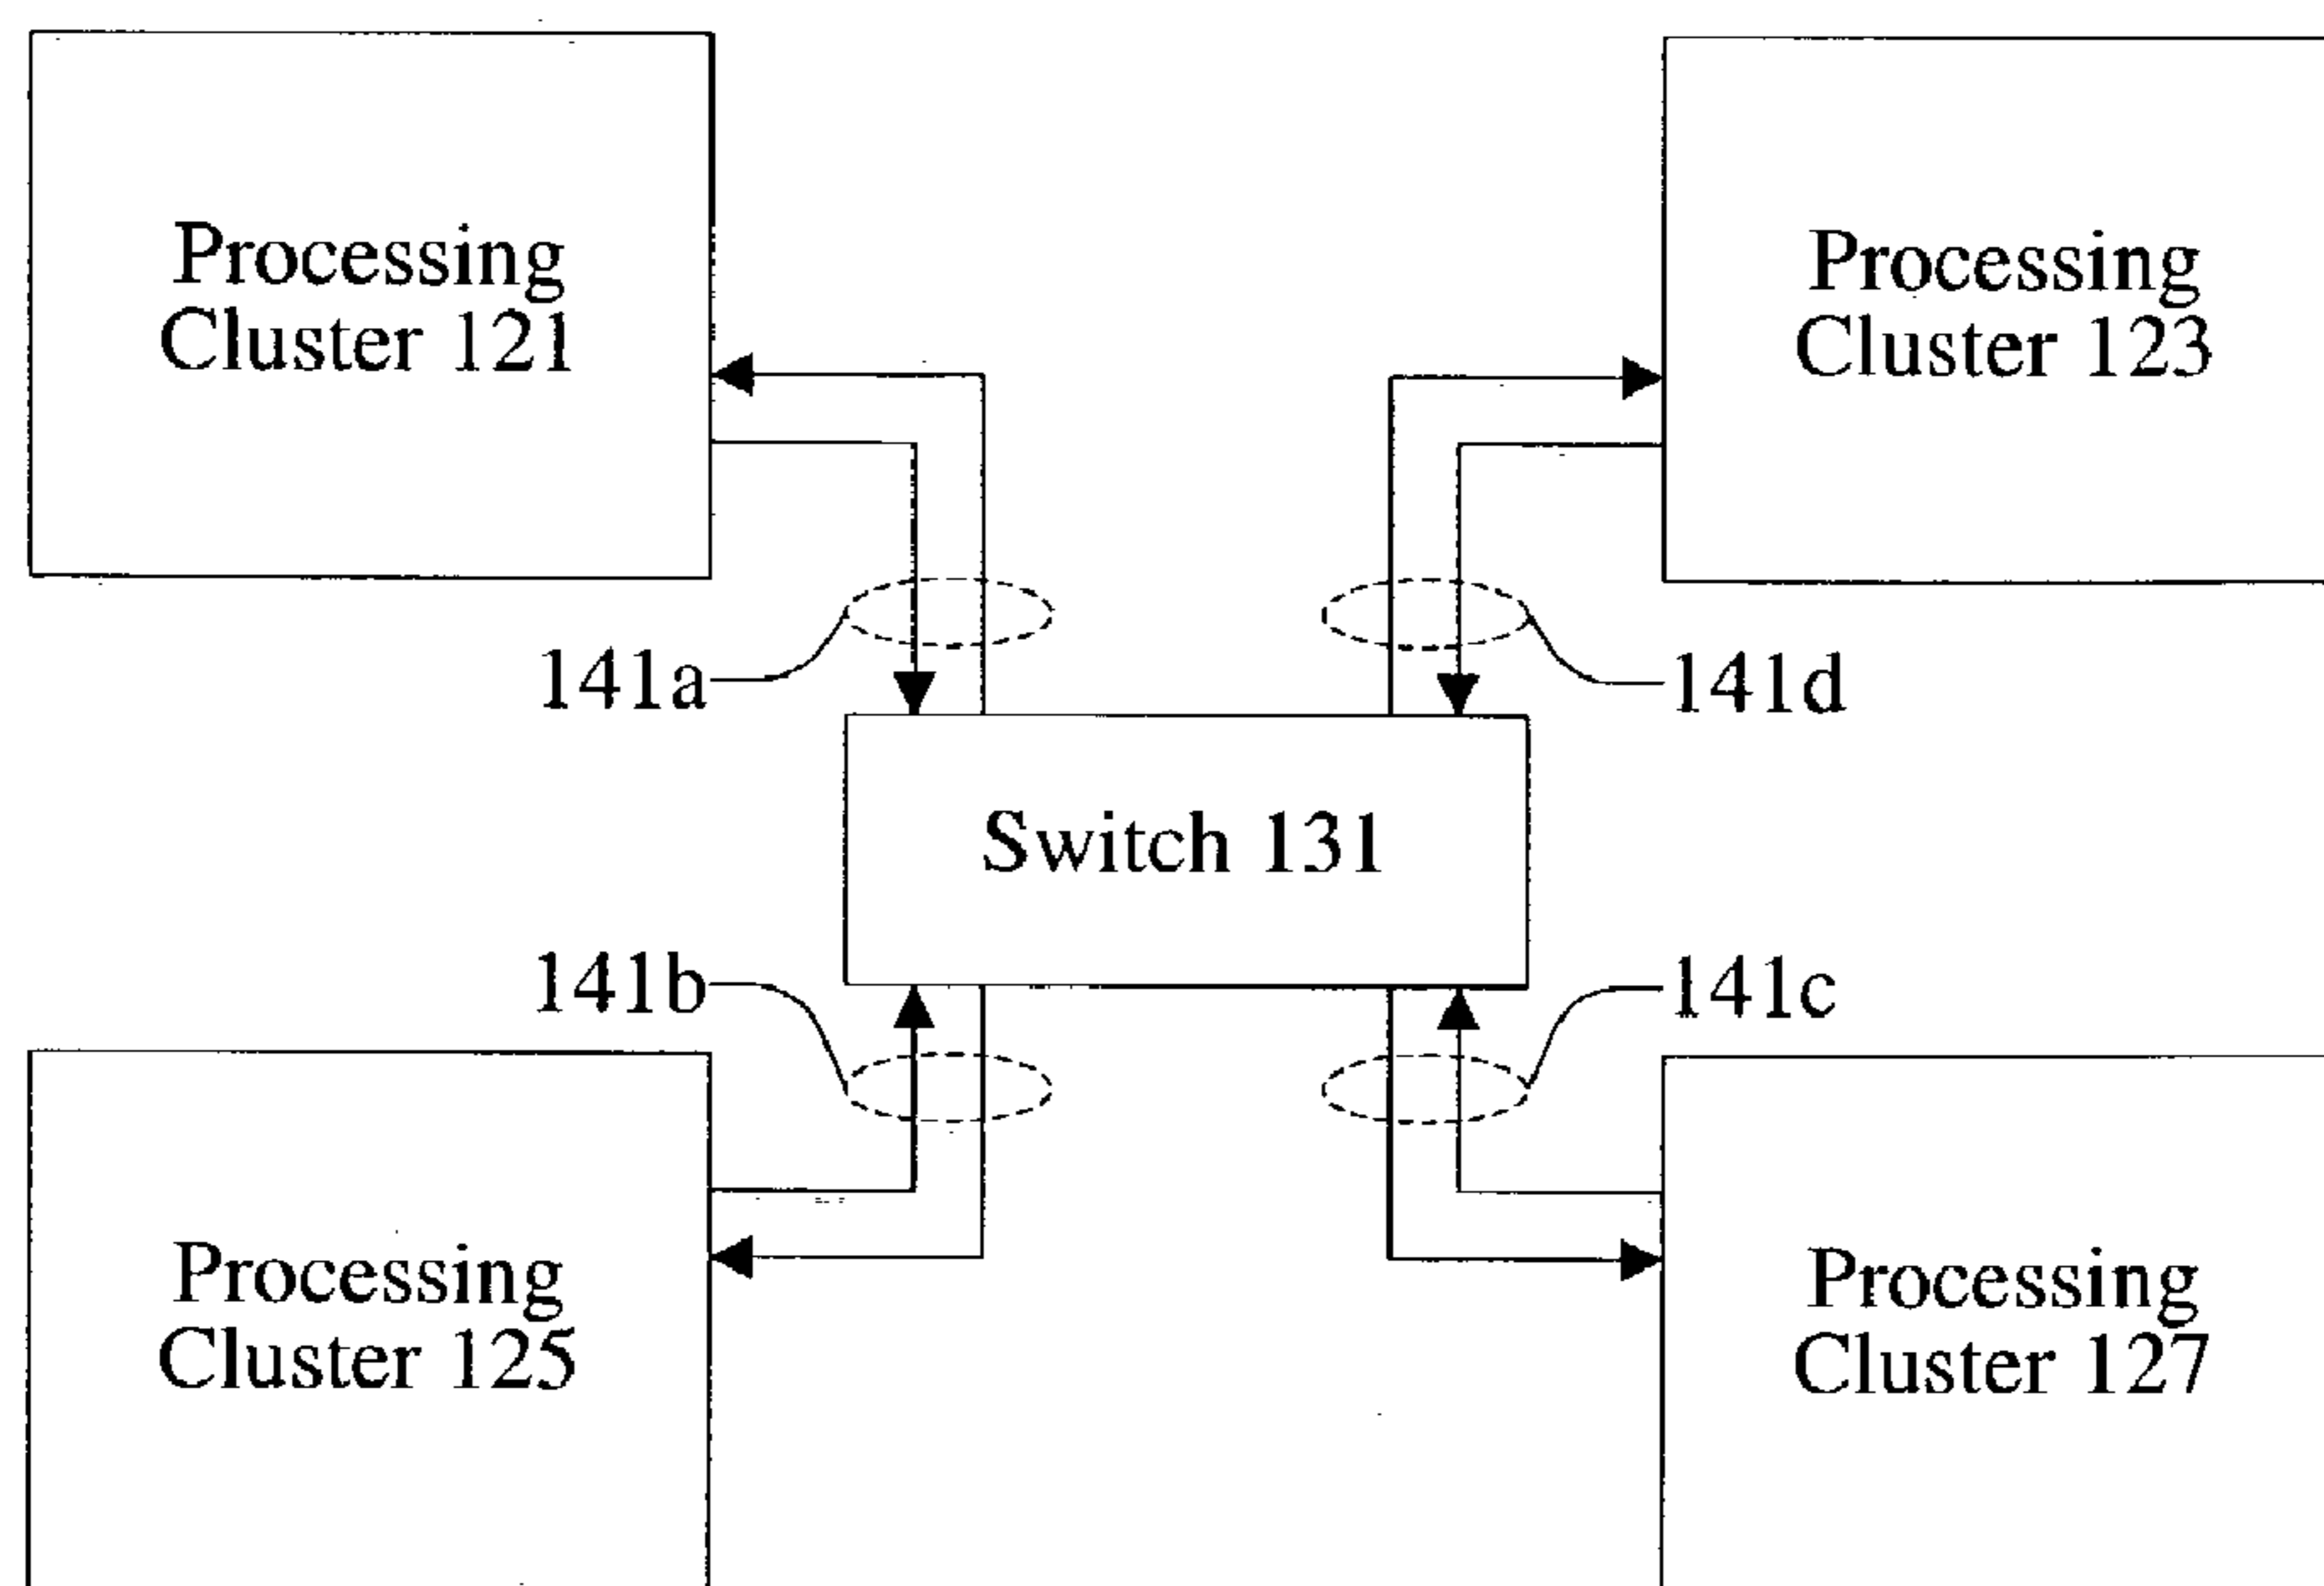 Processing
Cluster 121
Processing
Cluster 123
141a
141d
Switch 131
141b
141c
Processing
Cluster 125
Processing
Cluster 127